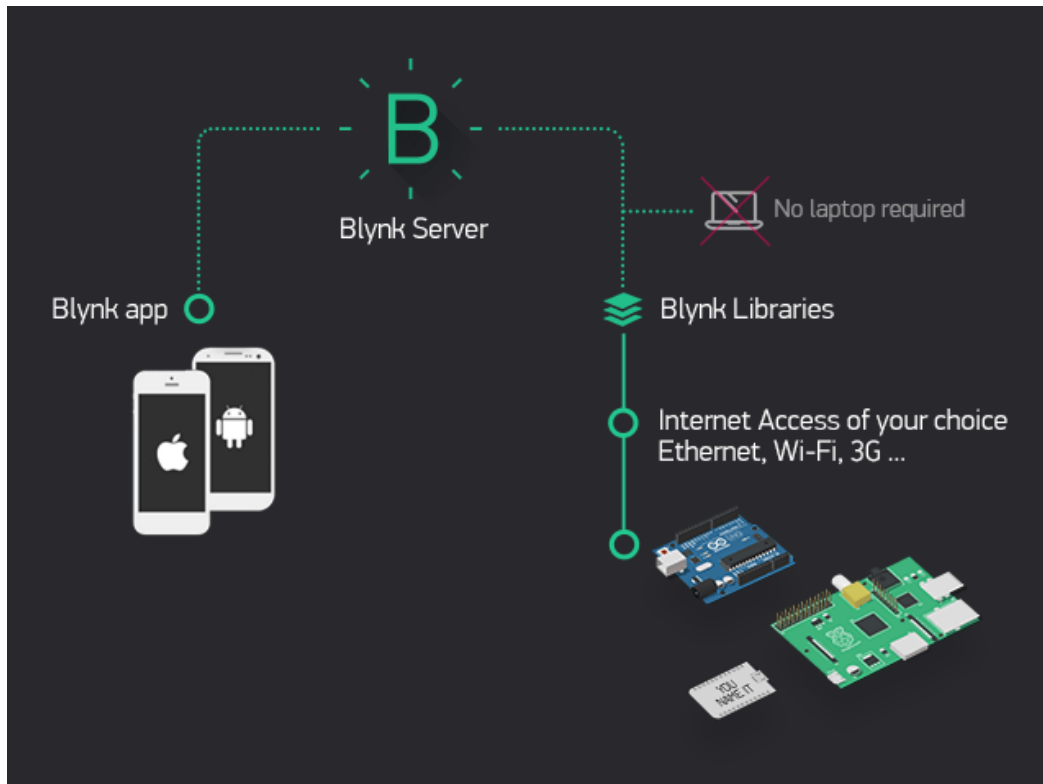 B
Blynk Server
No laptop required
Blynk app
Blynk Libraries
Internet Access of your choice
Ethernet, Wi-Fi, 3G ...
UNO
YOU
NAME IT